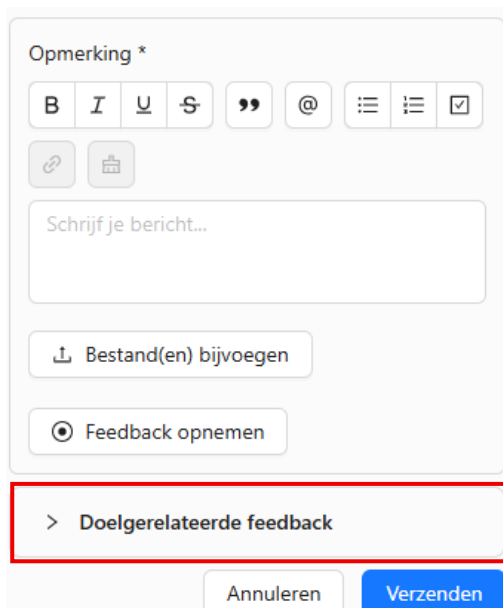 Opmerking *
B I U S @
Schrijf je bericht...
Bestand(en) bijvoegen
Feedback opnemen
Doelgerelateerde feedback
Annuleren Verzenden